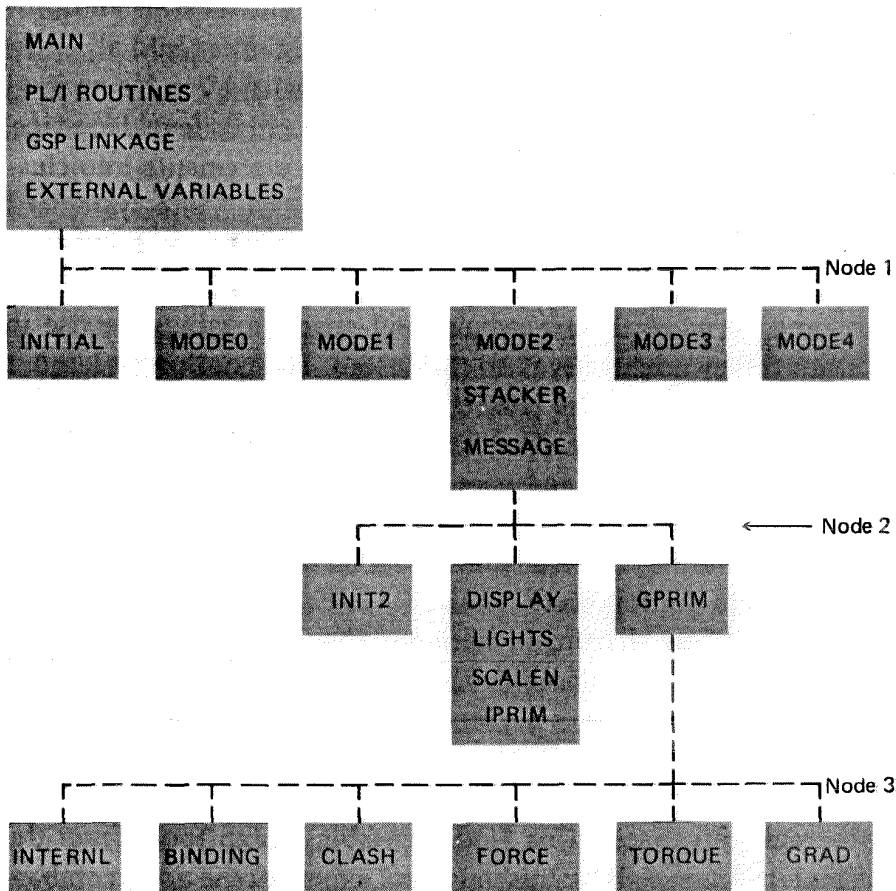 MAIN
PL/I ROUTINES
GSP LINKAGE
EXTERNAL VARIABLES
Node 1
INITIAL MODE0 MODE1 MODE2 MODE3 MODE4
STACKER
MESSAGE
Node 2
INIT2 DISPLAY GPRIM
LIGHTS
SCALEN
IPRIM
Node 3
INTERNL BINDING CLASH FORCE TORQUE GRAD